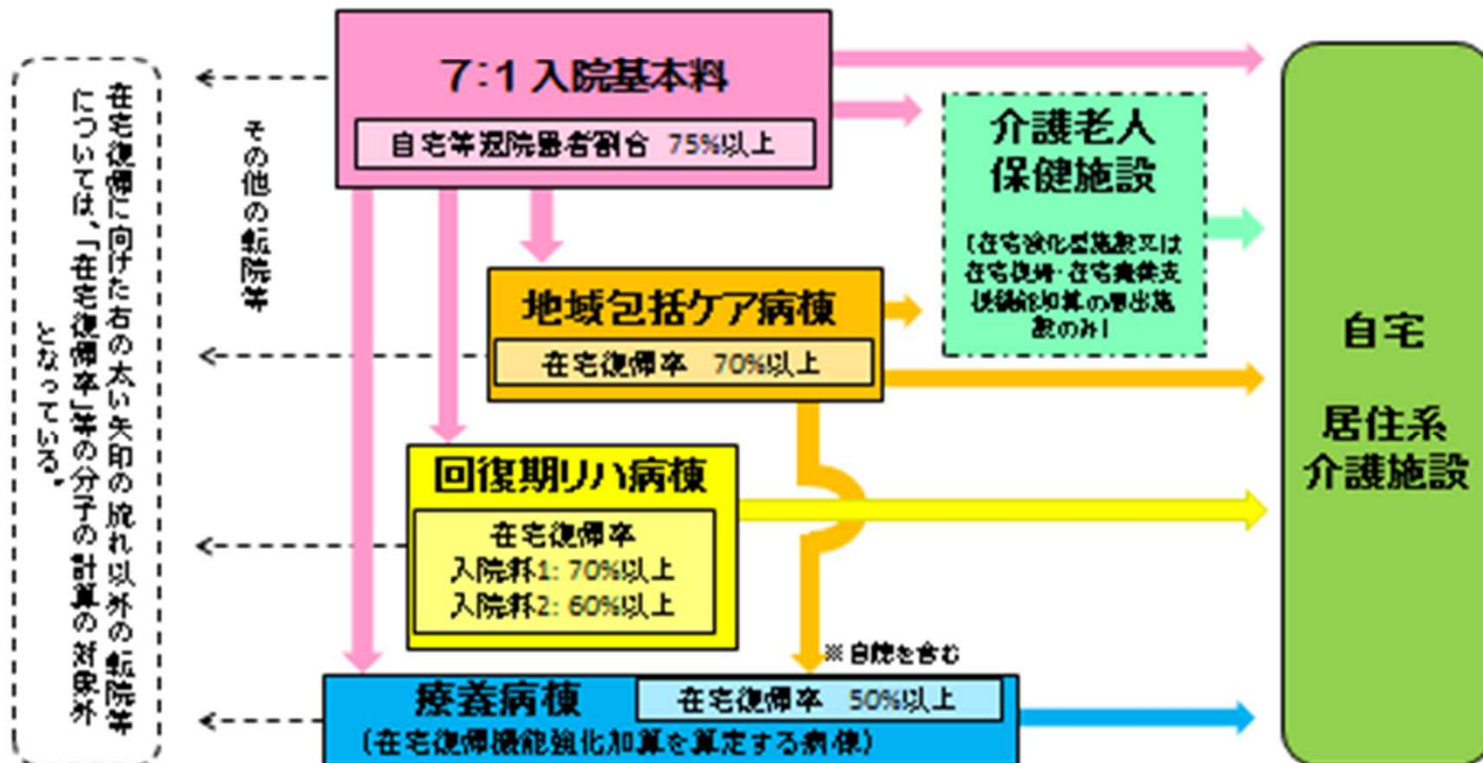 7:1入院基本料
自宅等退院患者割合 75%以上
在宅復帰に向けた右の太い矢印の流れ以外の転院等
については、「在宅復帰率」等の分子の計算の対象外
となっている。
その他の転院等
介護老人
保健施設
(在宅強化型施設又は
在宅復帰・在宅療養支
援機能加算の届出施
設のみ)
地域包括ケア病棟
在宅復帰率 70%以上
自宅
居住系
介護施設
回復期リハ病棟
在宅復帰率
入院料1: 70%以上
入院料2: 60%以上
※自院を含む
療養病棟
在宅復帰率 50%以上
(在宅復帰機能強化加算を算定する病棟)